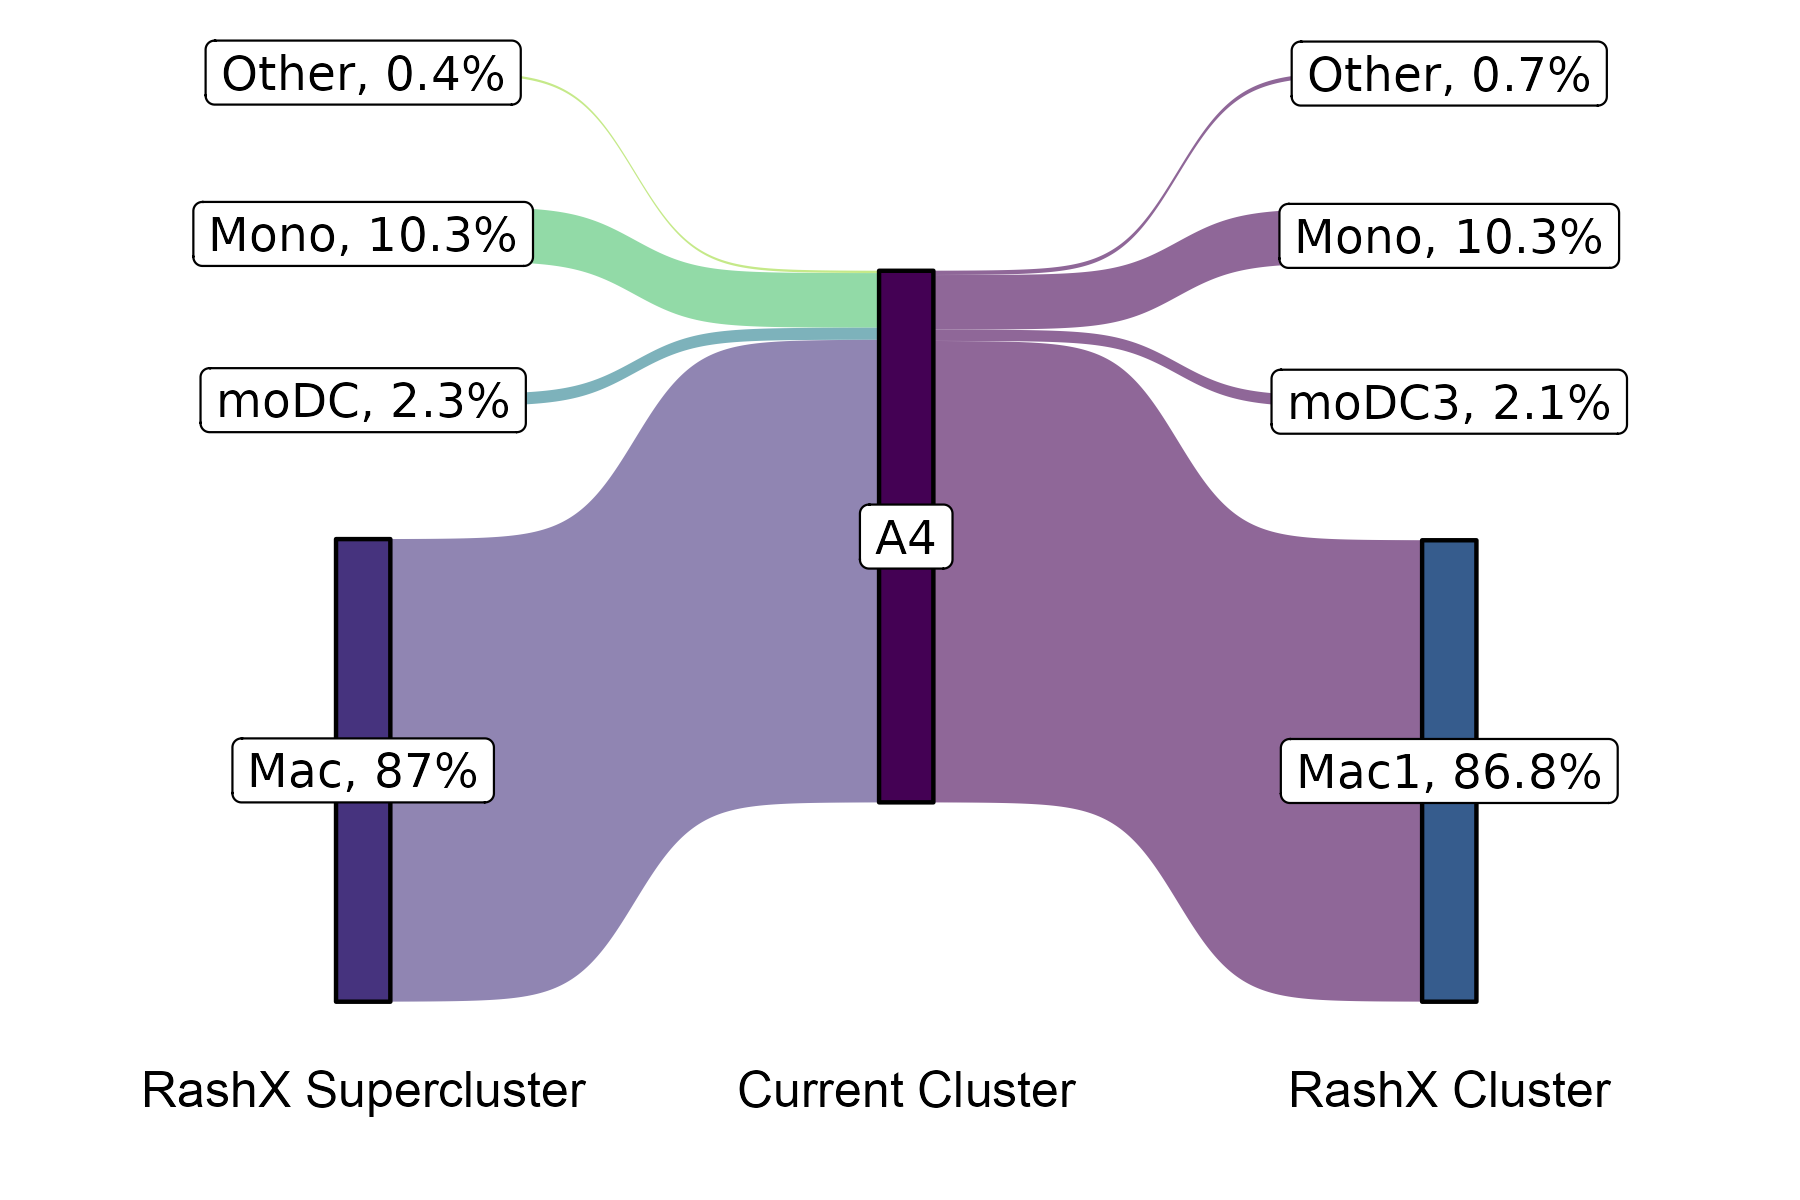 Other, 0.4%
Mono, 10.3%
moDC, 2.3%
Mac, 87%
A4
Other, 0.7%
Mono, 10.3%
moDC3, 2.1%
Mac1, 86.8%
RashX Supercluster
Current Cluster
RashX Cluster